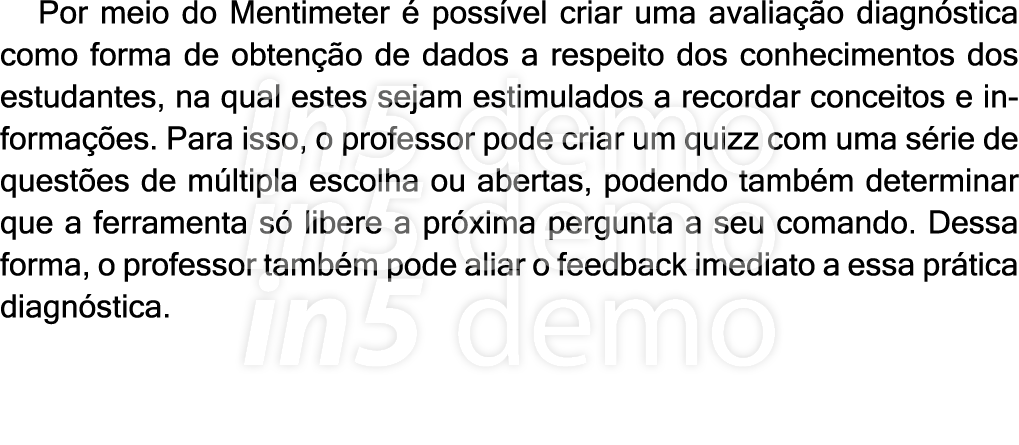 Por meio do Mentimeter é possível criar uma avaliação diagnóstica
como forma de obtenção de dados a respeito dos conhecimentos dos
estudantes, na qual estes sejam estimulados a recordar conceitos e in-
formações. Para isso, o professor pode criar um quizz com uma série de
questões de múltipla escolha ou abertas, podendo também determinar
que a ferramenta só libere a próxima pergunta a seu comando. Dessa
forma, o professor também pode aliar o feedback imediato a essa prática
diagnóstica.
in5 demo
in5 demo
in5 demo